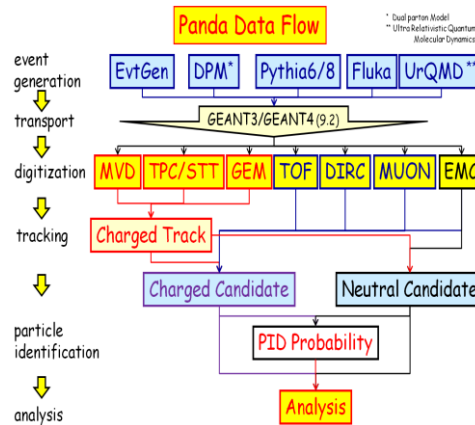 Panda Data Flow
* Dual parton Model
** Ultra Relativistic Quantum
Molecular Dynamics
event
generation
EvtGen
DPM*
Pythia6/8
Fluka
UrQMD**
transport
GEANT3/GEANT4 (9.2)
digitization
MVD
TPC/STT
GEM
TOF
DIRC
MUON
EMC
tracking
Charged Track
Charged Candidate
Neutral Candidate
particle
identification
PID Probability
analysis
Analysis